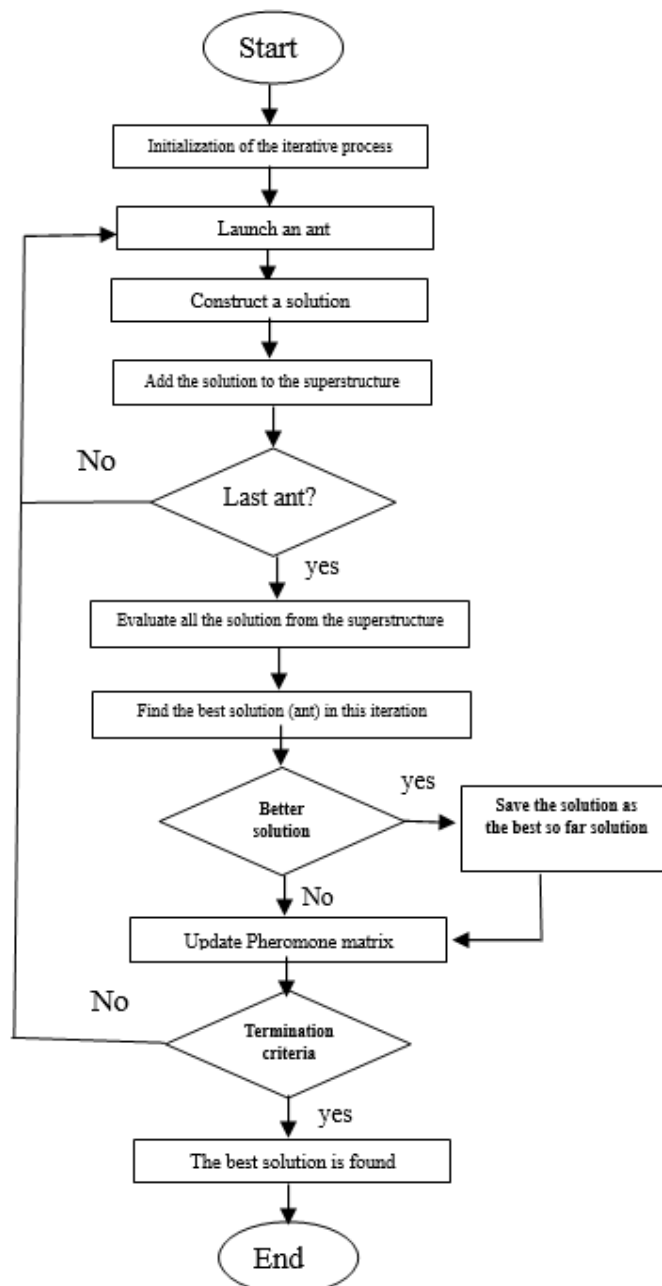 Start
Initialization of the iterative process
Launch an ant
Construct a solution
Add the solution to the superstructure
No
Last ant?
yes
Evaluate all the solution from the superstructure
Find the best solution (ant) in this iteration
Better
solution
yes
Save the solution as
the best so far solution
No
Update Pheromone matrix
No
Termination
criteria
yes
The best solution is found
End